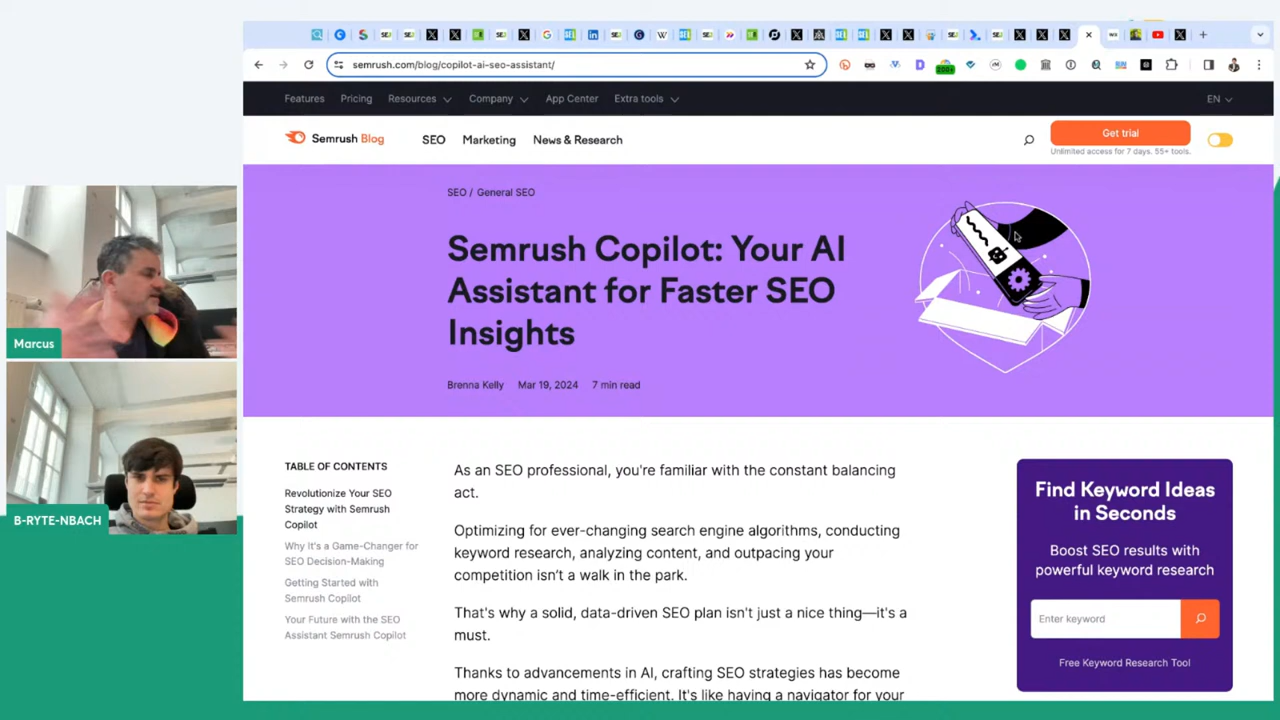 semrush.com/blog/copilot-ai-seo-assistant/
Features Pricing Resources Company App Center Extra tools EN
Semrush Blog SEO Marketing News & Research Get trial
Unlimited access for 7 days. 55+ tools.
SEO / General SEO
Semrush Copilot: Your AI
Assistant for Faster SEO
Insights
Brenna Kelly Mar 19, 2024 7 min read
Marcus
B-RYTE-NBACH
TABLE OF CONTENTS
Revolutionize Your SEO
Strategy with Semrush
Copilot
Why It's a Game-Changer for
SEO Decision-Making
Getting Started with
Semrush Copilot
Your Future with the SEO
Assistant Semrush Copilot
As an SEO professional, you're familiar with the constant balancing
act.
Optimizing for ever-changing search engine algorithms, conducting
keyword research, analyzing content, and outpacing your
competition isn't a walk in the park.
That's why a solid, data-driven SEO plan isn't just a nice thing—it's a
must.
Thanks to advancements in AI, crafting SEO strategies has become
more dynamic and time-efficient. It's like having a navigator for your
Find Keyword Ideas
in Seconds
Boost SEO results with
powerful keyword research
Enter keyword
Free Keyword Research Tool